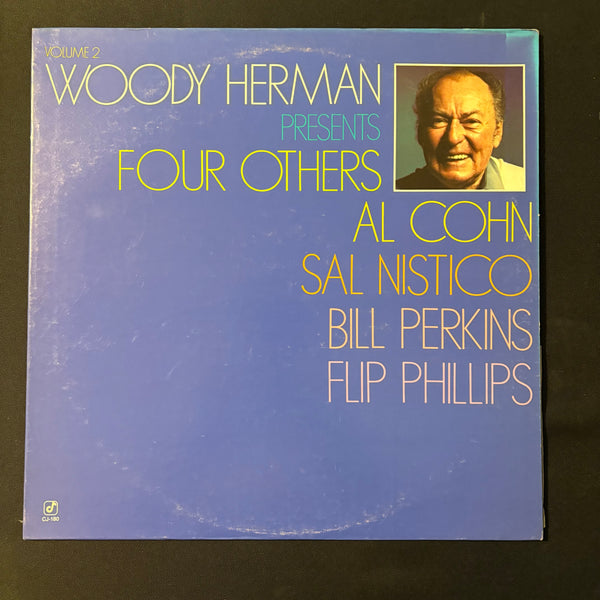 VOLUME 2
WOODY HERMAN
PRESENTS
FOUR OTHERS
AL COHN
SAL NISTICO
BILL PERKINS
FLIP PHILLIPS
CJ-180